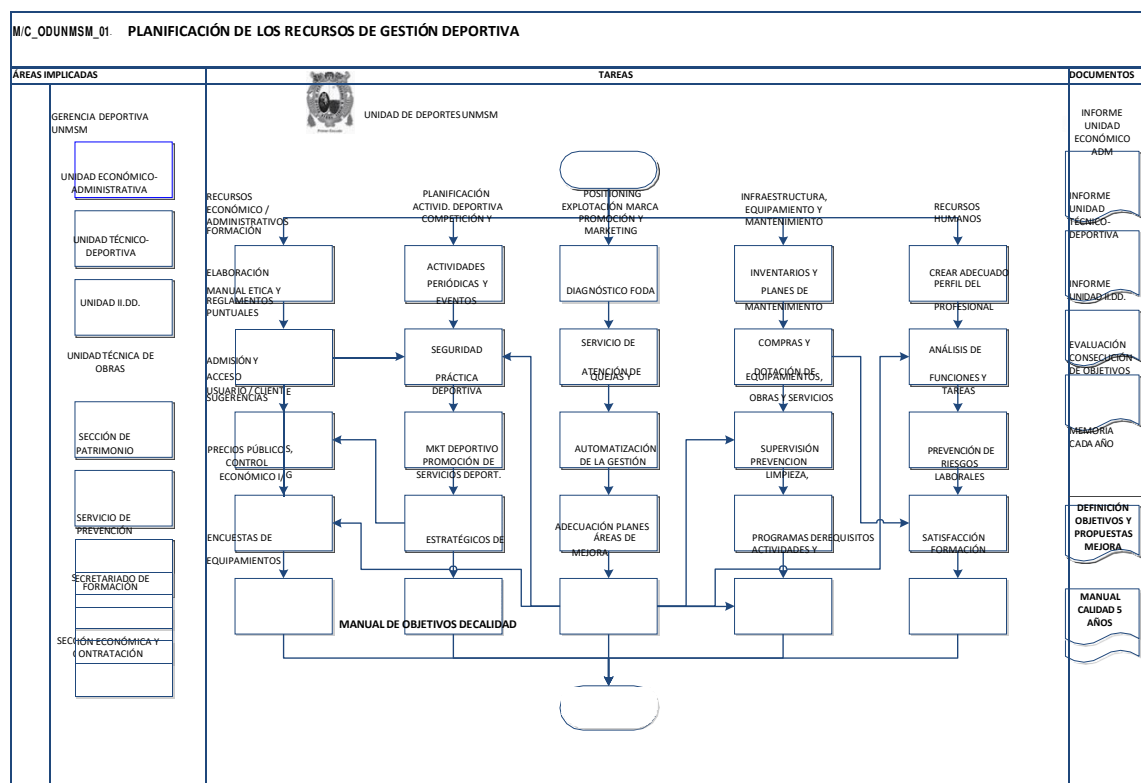 M/C_ODUNMSM_01. PLANIFICACIÓN DE LOS RECURSOS DE GESTIÓN DEPORTIVA
ÁREAS IMPLICADAS
TAREAS
DOCUMENTOS
GERENCIA DEPORTIVA
UNMSM
UNIDAD ECONÓMICO-
ADMINISTRATIVA
UNIDAD TÉCNICO-
DEPORTIVA
UNIDAD II.DD.
UNIDAD TÉCNICA DE
OBRAS
SECCIÓN DE
PATRIMONIO
SERVICIO DE
PREVENCIÓN
SECRETARIADO DE
FORMACIÓN
SECCIÓN ECONÓMICA Y
CONTRATACIÓN
UNIDAD DE DEPORTES UNMSM
RECURSOS
ECONÓMICO /
ADMINISTRATIVOS
FORMACIÓN
ELABORACIÓN
MANUAL ETICA Y
REGLAMENTOS
PUNTUALES
ADMISIÓN Y
ACCESO
USUARIO / CLIENTE
SUGERENCIAS
PRECIOS PÚBLICOS,
CONTROL
ECONÓMICO I/G
ENCUESTAS DE
EQUIPAMIENTOS
PLANIFICACIÓN
ACTIVID. DEPORTIVA
COMPETICIÓN Y
ACTIVIDADES
PERIÓDICAS Y
EVENTOS
SEGURIDAD
PRÁCTICA
DEPORTIVA
MKT DEPORTIVO
PROMOCIÓN DE
SERVICIOS DEPORT.
ESTRATÉGICOS DE
POSITIONING
EXPLOTACIÓN MARCA
PROMOCIÓN Y
MARKETING
DIAGNÓSTICO FODA
SERVICIO DE
ATENCIÓN DE
QUEJAS Y
AUTOMATIZACIÓN
DE LA GESTIÓN
ADECUACIÓN PLANES
ÁREAS DE
MEJORA
INFRAESTRUCTURA,
EQUIPAMIENTO Y
MANTENIMIENTO
INVENTARIOS Y
PLANES DE
MANTENIMIENTO
COMPRAS Y
DOTACIÓN DE
EQUIPAMIENTOS,
OBRAS Y SERVICIOS
SUPERVISIÓN
PREVENCION
LIMPIEZA,
PROGRAMAS DEREQUISITOS
ACTIVIDADES Y
RECURSOS
HUMANOS
CREAR ADECUADO
PERFIL DEL
PROFESIONAL
ANÁLISIS DE
FUNCIONES Y
TAREAS
PREVENCIÓN DE
RIESGOS
LABORALES
SATISFACCIÓN
FORMACIÓN
MANUAL DE OBJETIVOS DECALIDAD
INFORME
UNIDAD
ECONÓMICO
ADM
INFORME
UNIDAD
TÉCNICO-
DEPORTIVA
INFORME
UNIDAD II.DD.
EVALUACIÓN
CONSECUCIÓN
DE OBJETIVOS
MEMORIA
CADA AÑO
DEFINICIÓN
OBJETIVOS Y
PROPUESTAS
MEJORA
MANUAL
CALIDAD 5
AÑOS